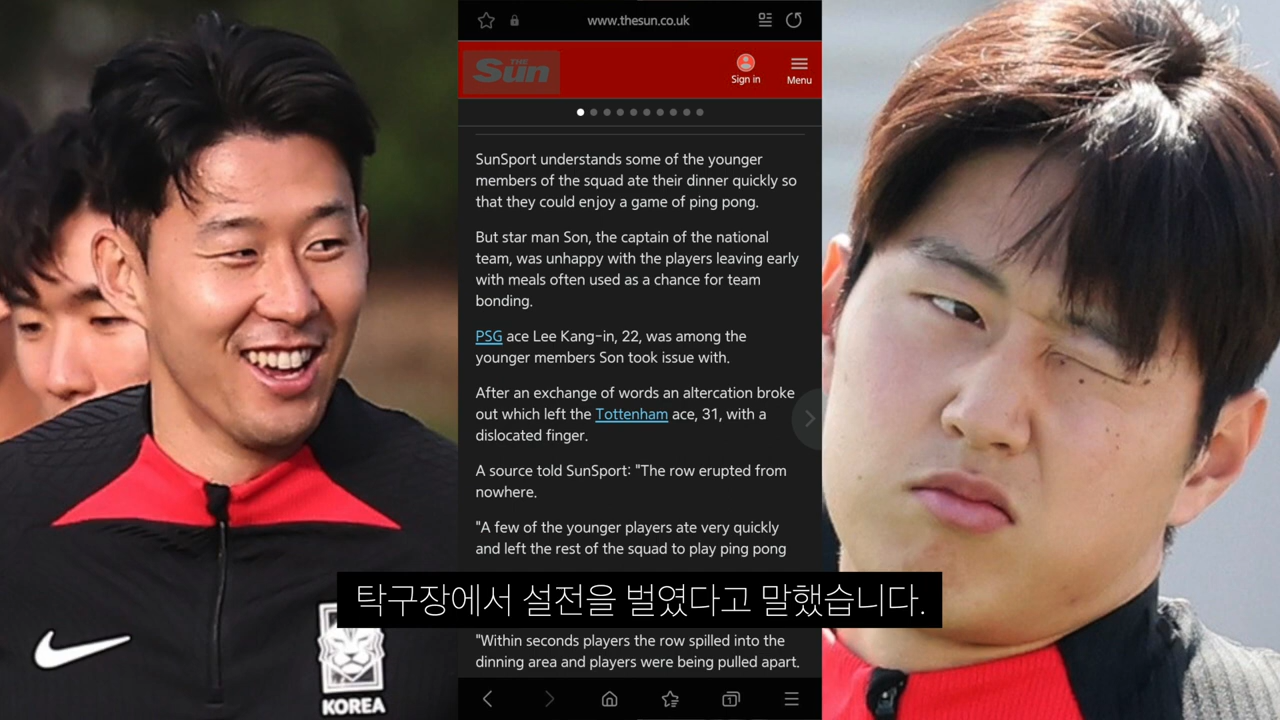 www.thesun.co.uk
THE
Sun
Sign in
Menu
SunSport understands some of the younger
members of the squad ate their dinner quickly so
that they could enjoy a game of ping pong.
But star man Son, the captain of the national
team, was unhappy with the players leaving early
with meals often used as a chance for team
bonding.
PSG ace Lee Kang-in, 22, was among the
younger members Son took issue with.
After an exchange of words an altercation broke
out which left the Tottenham ace, 31, with a
dislocated finger.
A source told SunSport: "The row erupted from
nowhere.
"A few of the younger players ate very quickly
and left the rest of the squad to play ping pong
탁구장에서 설전을 벌였다고 말했습니다.
"Within seconds players the row spilled into the
dinning area and players were being pulled apart.
KOREA
1